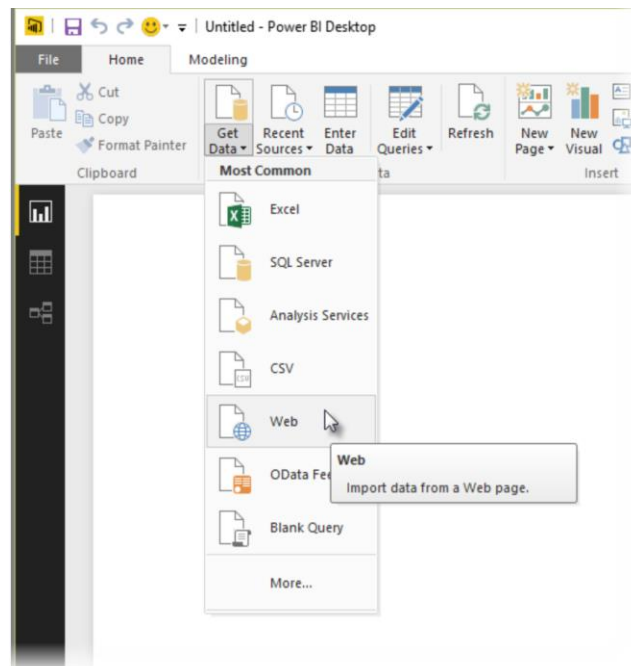 Untitled - Power BI Desktop
File Home Modeling
Paste
Cut
Copy
Format Painter
Clipboard
Get Data
Recent Sources
Enter Data
Edit Queries
Refresh
New Page
New Visual
ta
Insert
Most Common
Excel
SQL Server
Analysis Services
CSV
Web
OData Fee
Blank Query
More...
Web
Import data from a Web page.